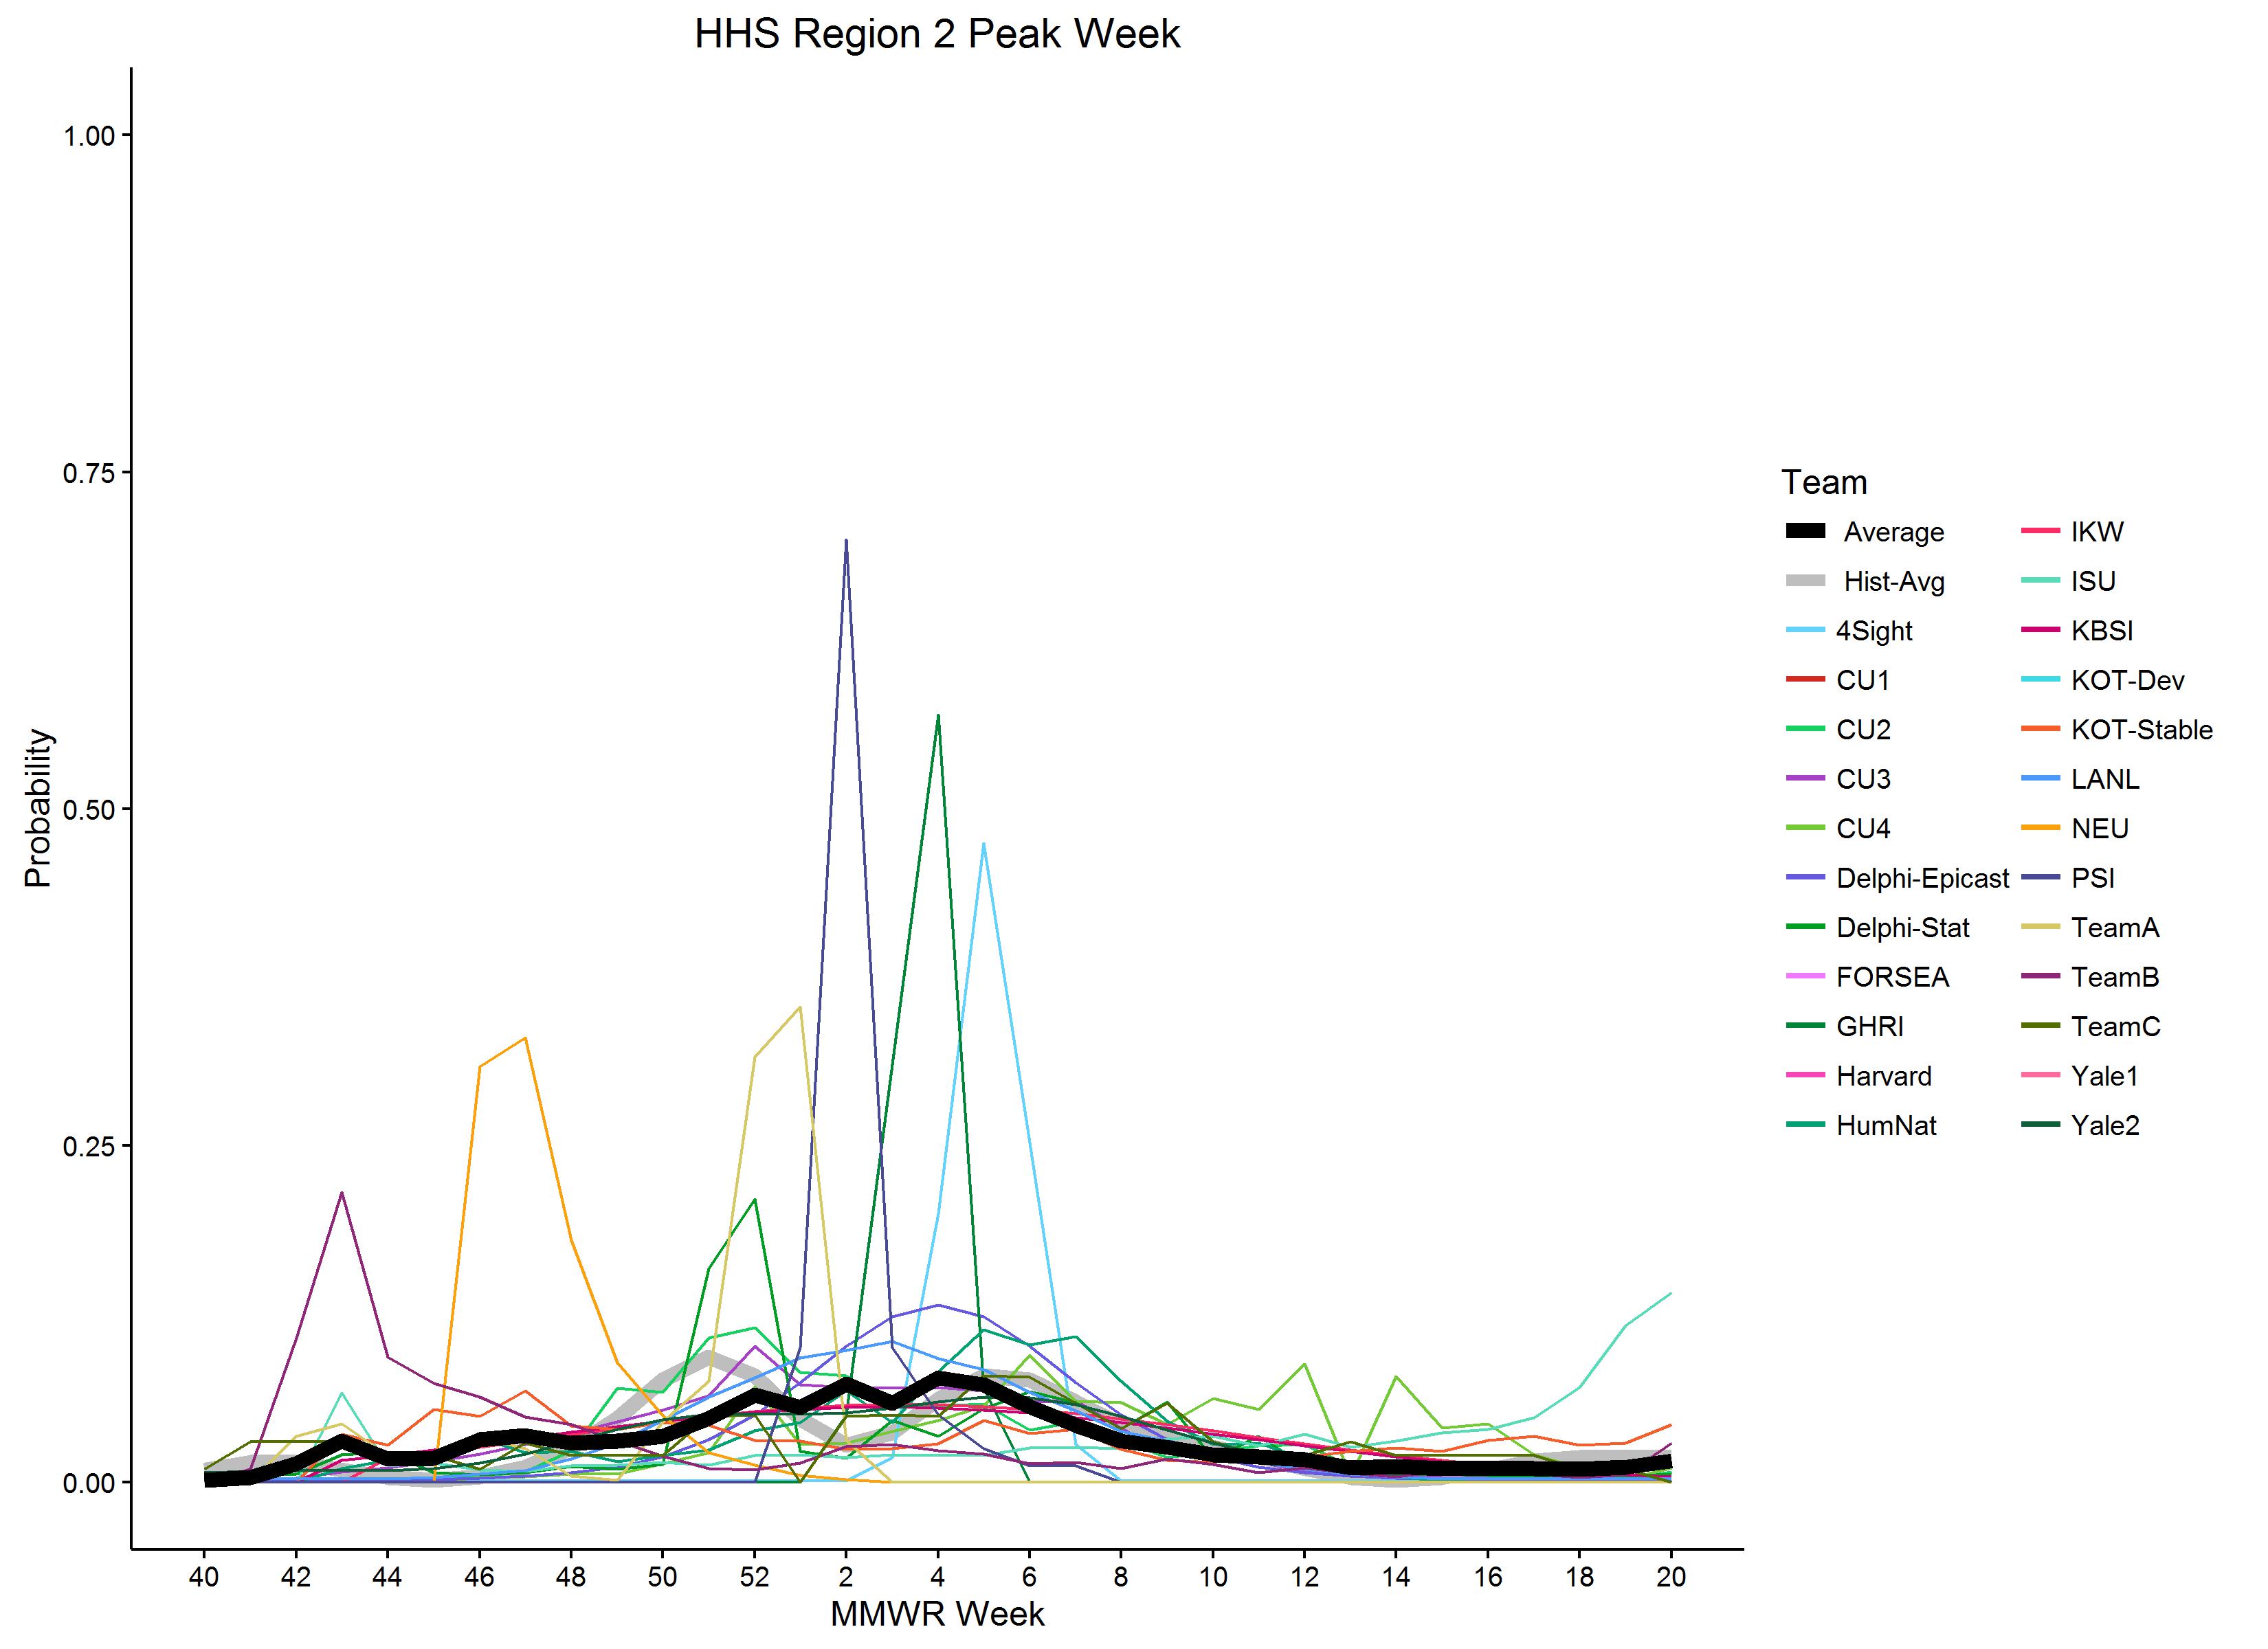 HHS Region 2 Peak Week
1.00
0.75
0.50
0.25
0.00
Probability
40 42 44 46 48 50 52 2 4 6 8 10 12 14 16 18 20
MMWR Week
Team
Average
Hist-Avg
4Sight
CU1
CU2
CU3
CU4
Delphi-Epicast
Delphi-Stat
FORSEA
GHRI
Harvard
HumNat
IKW
ISU
KBSI
KOT-Dev
KOT-Stable
LANL
NEU
PSI
TeamA
TeamB
TeamC
Yale1
Yale2